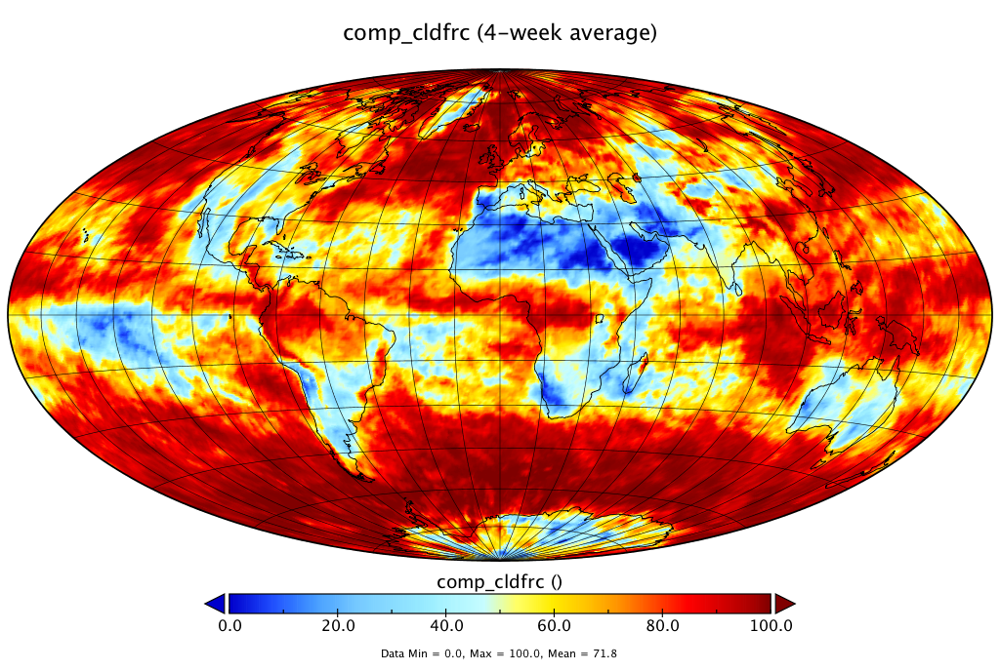 comp_cldfrc (4-week average)
comp_cldfrc ()
0.0 20.0 40.0 60.0 80.0 100.0
Data Min = 0.0, Max = 100.0, Mean = 71.8